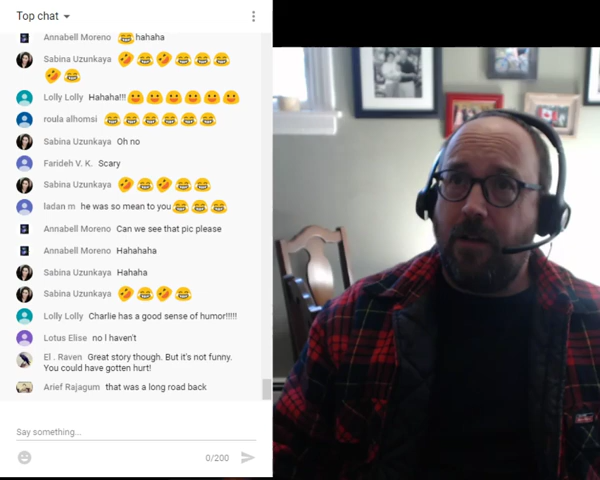 Top chat
Annabell Moreno 😂 hahaha
Sabina Uzunkaya 🤣😂🤣😂😂😂
🤣😂
Lolly Lolly Hahaha!!! 😀😀😀😀😀😀
roula alhomsi 😂😂😂😂😂😂
Sabina Uzunkaya Oh no
Farideh V. K. Scary
Sabina Uzunkaya 🤣😂🤣😂😂
ladan m he was so mean to you 😂😂😂
Annabell Moreno Can we see that pic please
Annabell Moreno Hahahaha
Sabina Uzunkaya Hahaha
Sabina Uzunkaya 🤣😂🤣😂
Lolly Lolly Charlie has a good sense of humor!!!!!
Lotus Elise no I haven't
El . Raven Great story though. But it's not funny.
You could have gotten hurt!
Arief Rajagum that was a long road back
Say something...
0/200